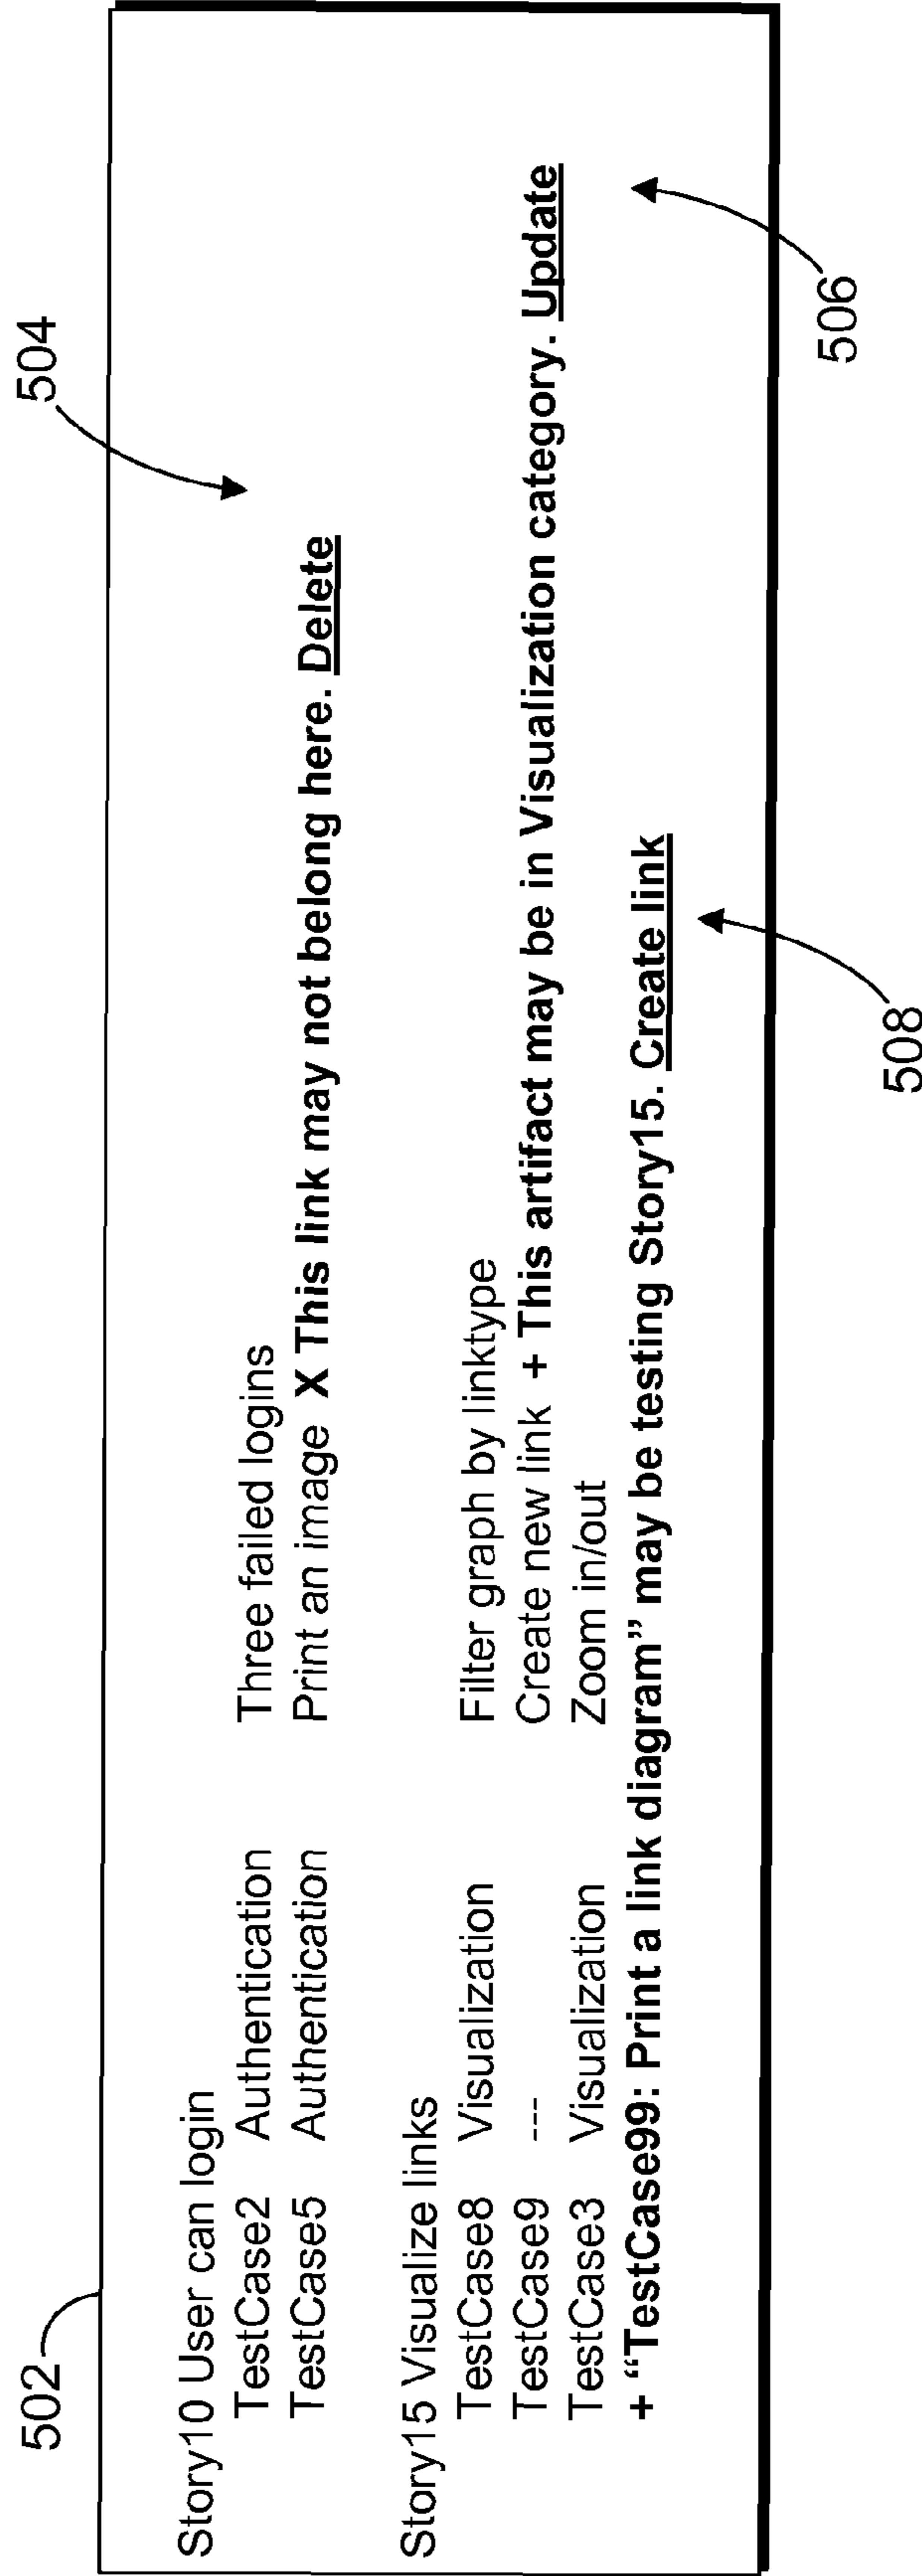 502
504
Story10 User can login
TestCase2 Authentication Three failed logins
TestCase5 Authentication Print an image X This link may not belong here. Delete
Story15 Visualize links
TestCase8 Visualization Filter graph by linktype
TestCase9 --- Create new link + This artifact may be in Visualization category. Update
TestCase3 Visualization Zoom in/out
+ “TestCase99: Print a link diagram” may be testing Story15. Create link
506
508